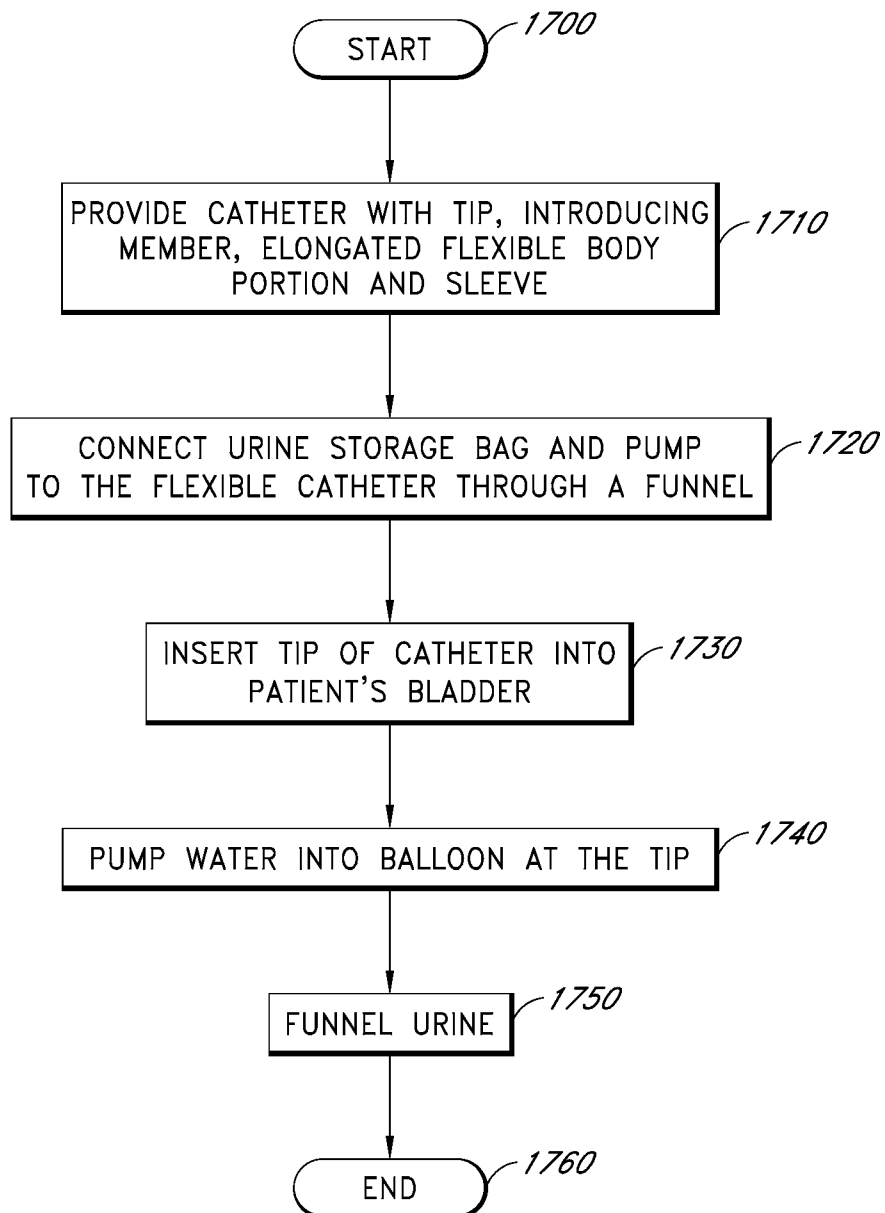 START
1700
PROVIDE CATHETER WITH TIP, INTRODUCING
MEMBER, ELONGATED FLEXIBLE BODY
PORTION AND SLEEVE
1710
CONNECT URINE STORAGE BAG AND PUMP
TO THE FLEXIBLE CATHETER THROUGH A FUNNEL
1720
INSERT TIP OF CATHETER INTO
PATIENT'S BLADDER
1730
PUMP WATER INTO BALLOON AT THE TIP
1740
FUNNEL URINE
1750
END
1760